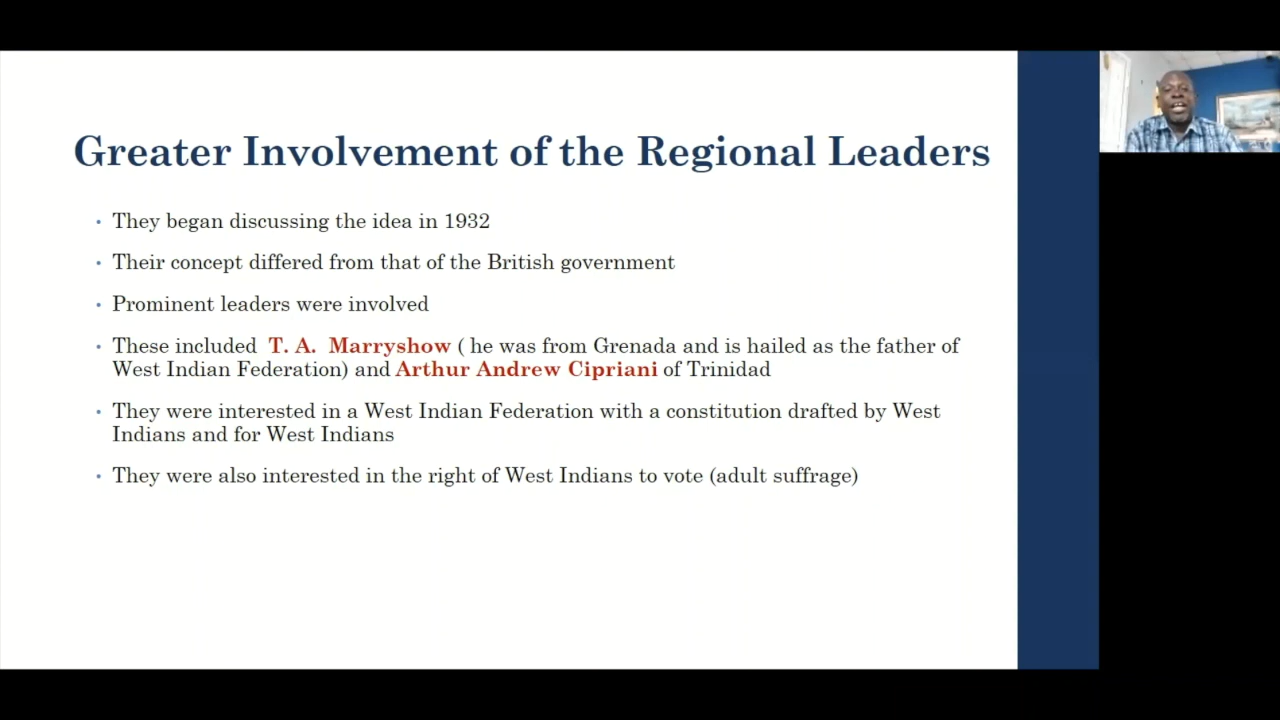 Greater Involvement of the Regional Leaders
• They began discussing the idea in 1932
• Their concept differed from that of the British government
• Prominent leaders were involved
• These included T. A. Marryshow ( he was from Grenada and is hailed as the father of
West Indian Federation) and Arthur Andrew Cipriani of Trinidad
• They were interested in a West Indian Federation with a constitution drafted by West
Indians and for West Indians
• They were also interested in the right of West Indians to vote (adult suffrage)